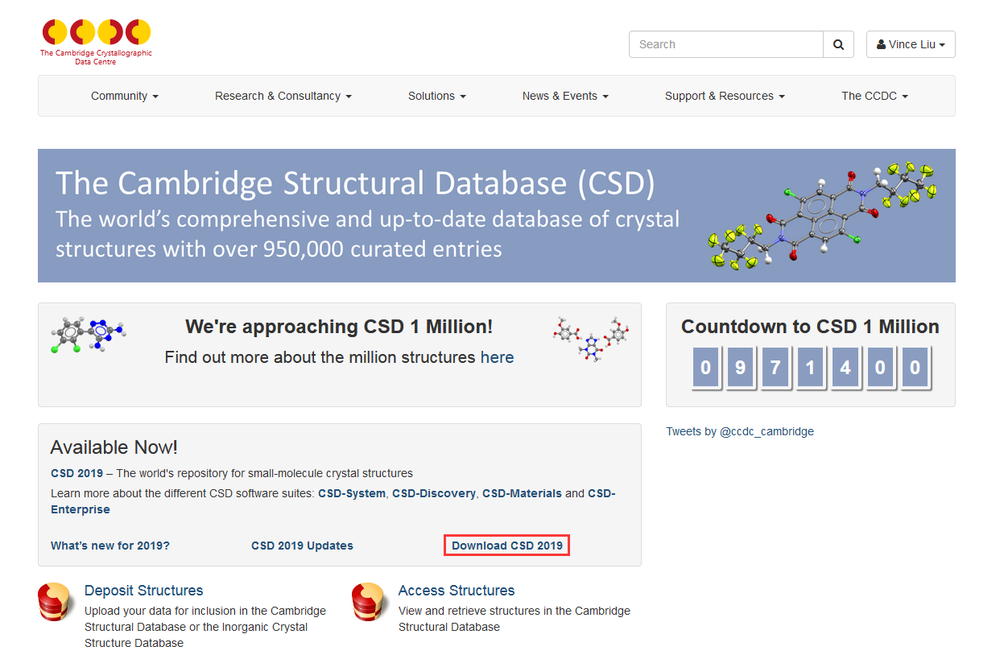 The Cambridge Crystallographic
Data Centre
Search
Vince Liu
Community
Research & Consultancy
Solutions
News & Events
Support & Resources
The CCDC
The Cambridge Structural Database (CSD)
The world’s comprehensive and up-to-date database of crystal
structures with over 950,000 curated entries
We're approaching CSD 1 Million!
Find out more about the million structures here
Countdown to CSD 1 Million
0 9 7 1 4 0 0
Tweets by @ccdc_cambridge
Available Now!
CSD 2019 – The world's repository for small-molecule crystal structures
Learn more about the different CSD software suites: CSD-System, CSD-Discovery, CSD-Materials and CSD-
Enterprise
What’s new for 2019?
CSD 2019 Updates
Download CSD 2019
Deposit Structures
Upload your data for inclusion in the Cambridge
Structural Database or the Inorganic Crystal
Structure Database
Access Structures
View and retrieve structures in the Cambridge
Structural Database